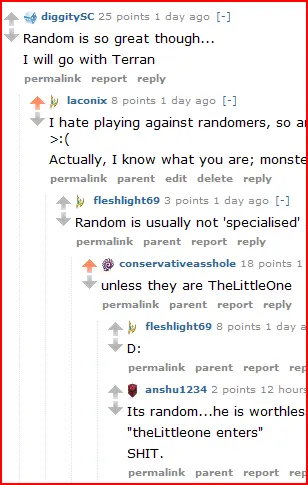 diggitySC 25 points 1 day ago [-]
Random is so great though...
I will go with Terran
permalink report reply
laconix 8 points 1 day ago [-]
I hate playing against randomers, so
>:(
Actually, I know what you are;
permalink parent edit delete reply
fleshlight69 3 points 1 day ago [-]
Random is usually not 'specialised'
permalink parent report reply
conservativeasshole 18 points 1
unless they are TheLittleOne
permalink parent report reply
fleshlight69 8 points 1 day
D:
permalink parent report
anshu1234 2 points 12 hours
Its random...he is worthless
"theLittleone enters"
SHIT.
permalink parent report